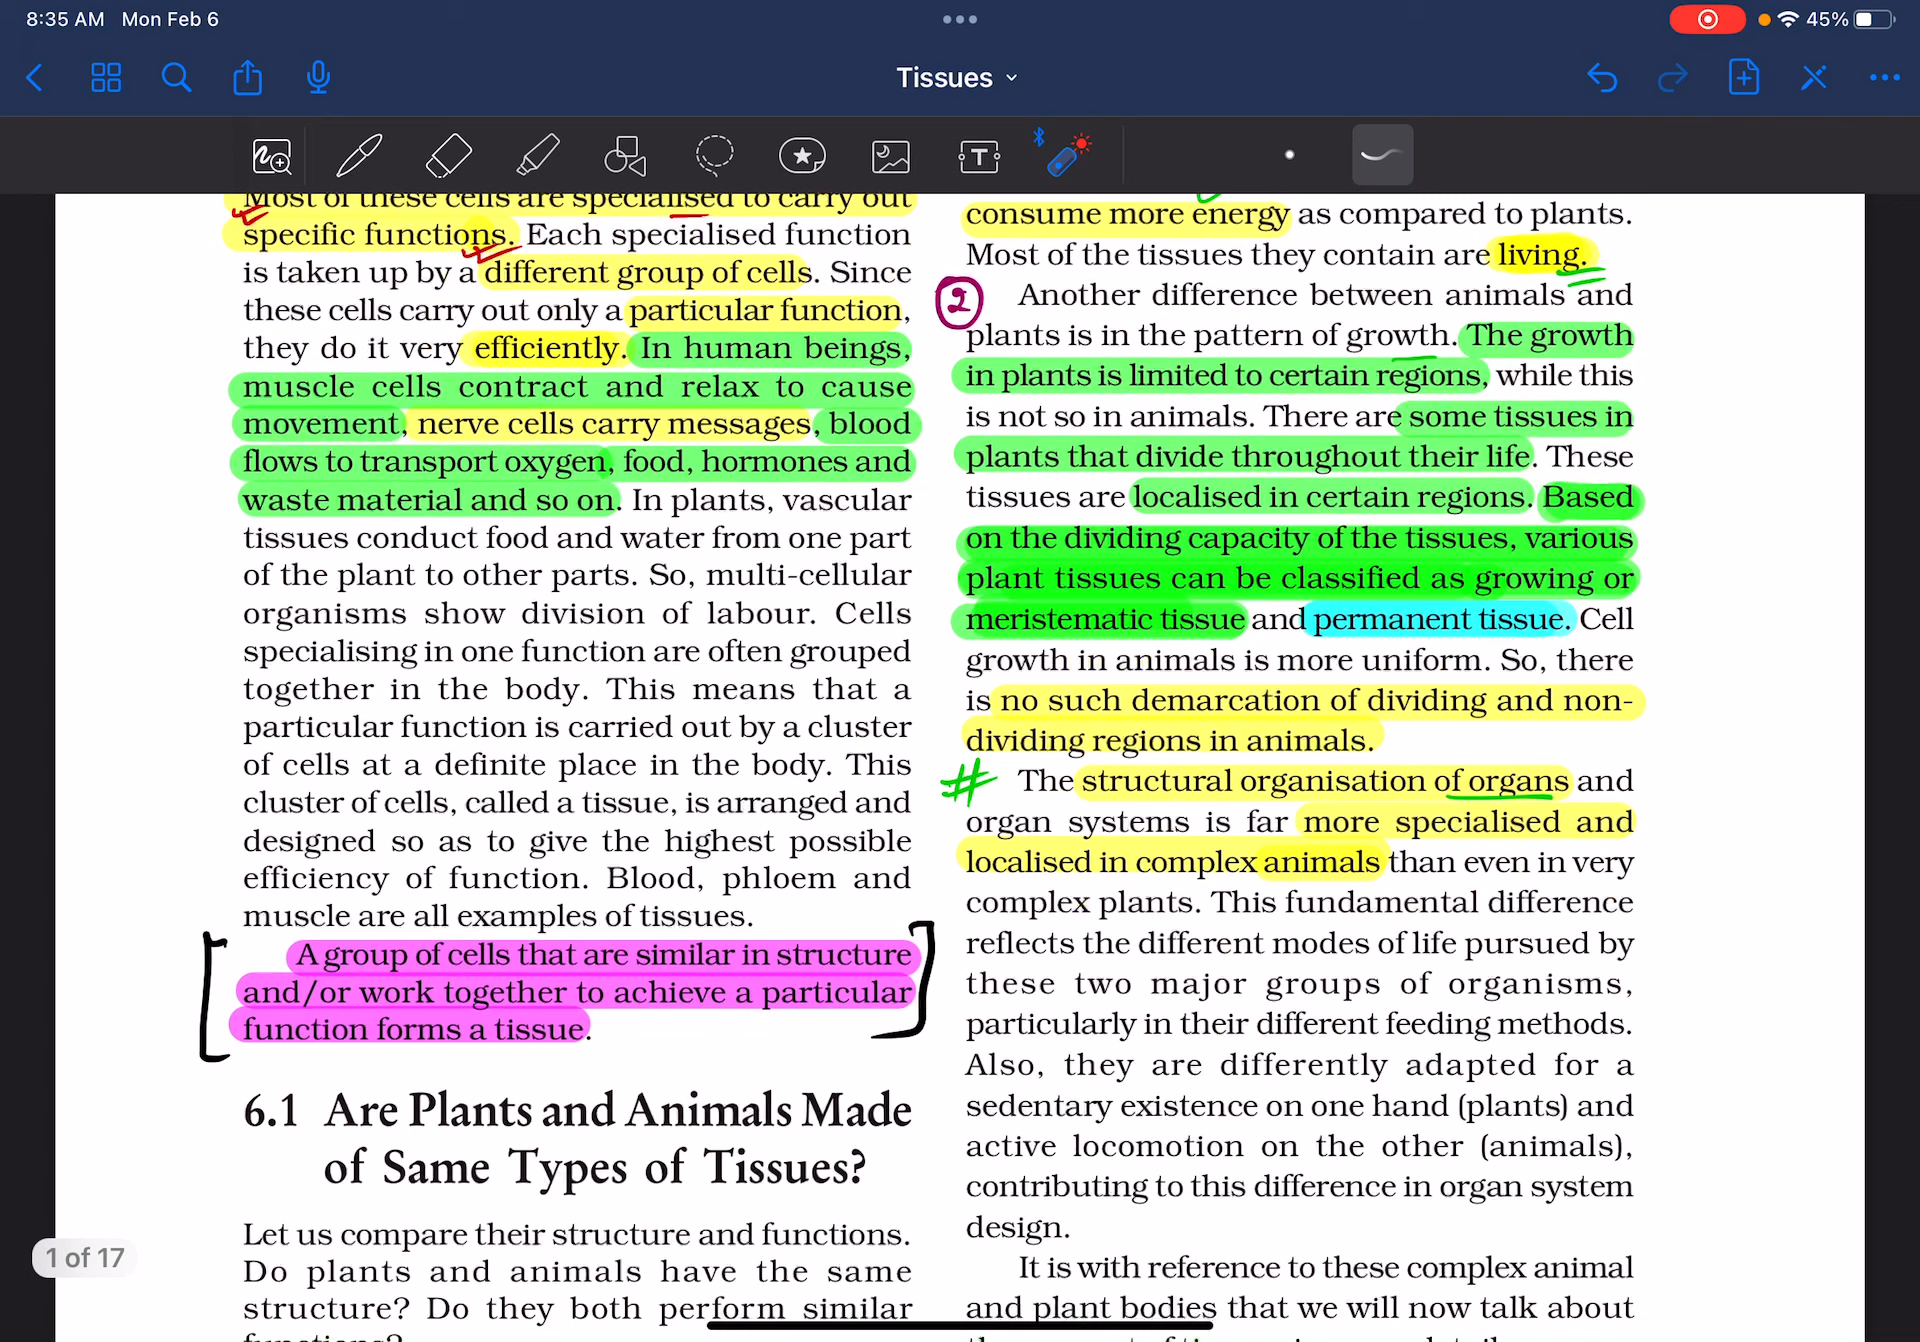 8:35 AM Mon Feb 6
45%
Tissues
T
Most of these cells are specialised to carry out
specific functions. Each specialised function
is taken up by a different group of cells. Since
these cells carry out only a particular function,
they do it very efficiently. In human beings,
muscle cells contract and relax to cause
movement, nerve cells carry messages, blood
flows to transport oxygen, food, hormones and
waste material and so on. In plants, vascular
tissues conduct food and water from one part
of the plant to other parts. So, multi-cellular
organisms show division of labour. Cells
specialising in one function are often grouped
together in the body. This means that a
particular function is carried out by a cluster
of cells at a definite place in the body. This
cluster of cells, called a tissue, is arranged and
designed so as to give the highest possible
efficiency of function. Blood, phloem and
muscle are all examples of tissues.
A group of cells that are similar in structure
and/or work together to achieve a particular
function forms a tissue.
6.1 Are Plants and Animals Made
of Same Types of Tissues?
Let us compare their structure and functions.
Do plants and animals have the same
structure? Do they both perform similar
functions?
consume more energy as compared to plants.
Most of the tissues they contain are living.
2
Another difference between animals and
plants is in the pattern of growth. The growth
in plants is limited to certain regions, while this
is not so in animals. There are some tissues in
plants that divide throughout their life. These
tissues are localised in certain regions. Based
on the dividing capacity of the tissues, various
plant tissues can be classified as growing or
meristematic tissue and permanent tissue. Cell
growth in animals is more uniform. So, there
is no such demarcation of dividing and non-
dividing regions in animals.
# The structural organisation of organs and
organ systems is far more specialised and
localised in complex animals than even in very
complex plants. This fundamental difference
reflects the different modes of life pursued by
these two major groups of organisms,
particularly in their different feeding methods.
Also, they are differently adapted for a
sedentary existence on one hand (plants) and
active locomotion on the other (animals),
contributing to this difference in organ system
design.
It is with reference to these complex animal
and plant bodies that we will now talk about
1 of 17